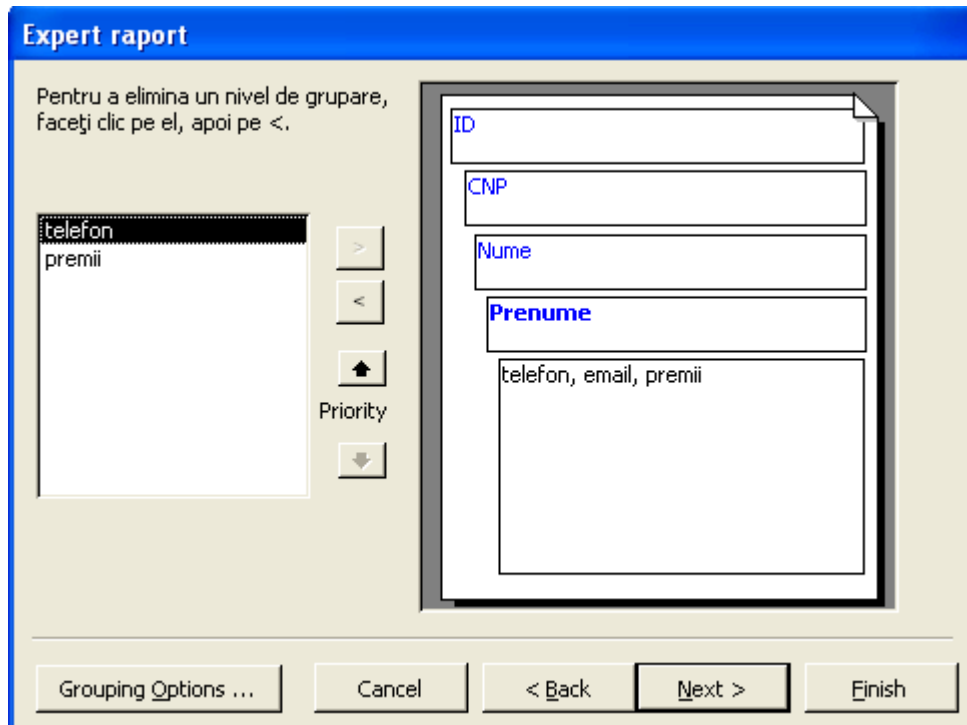 Expert raport
Pentru a elimina un nivel de grupare,
faceţi clic pe el, apoi pe <.
telefon
premii
>
<
Priority
ID
CNP
Nume
Prenume
telefon, email, premii
Grouping Options ...
Cancel
< Back
Next >
Finish